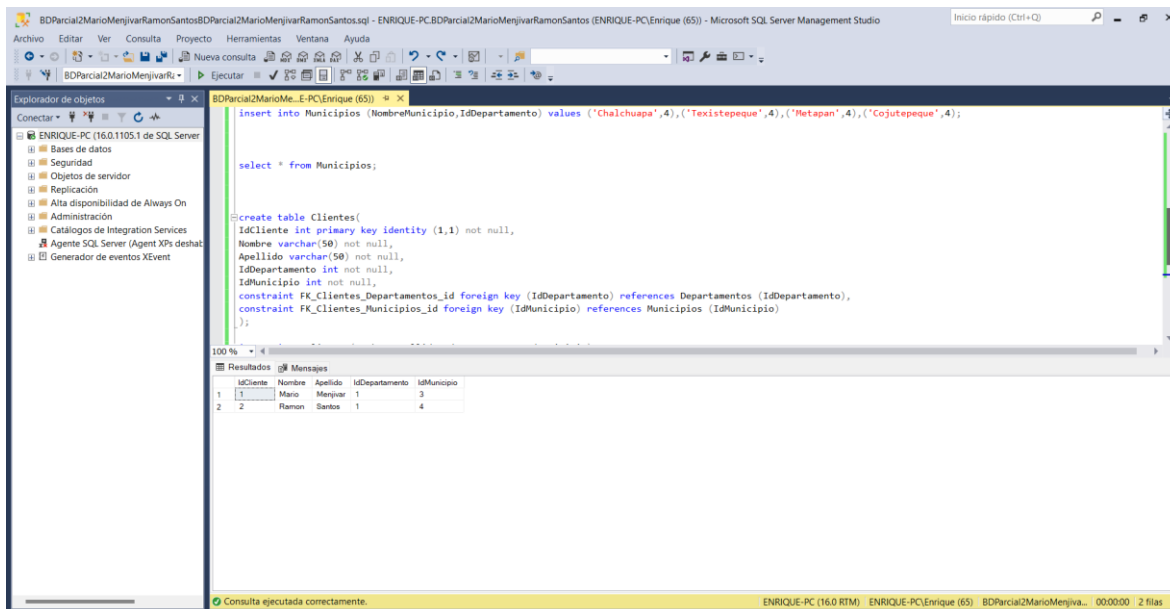 BDParcial2MarioMenjivarRamonSantosBDParcial2MarioMenjivarRamonSantos.sql - ENRIQUE-PC.BDParcial2MarioMenjivarRamonSantos (ENRIQUE-PC\Enrique (65)) - Microsoft SQL Server Management Studio
Inicio rápido (Ctrl+Q)
Archivo Editar Ver Consulta Proyecto Herramientas Ventana Ayuda
Nueva consulta
BDParcial2MarioMenjivarRa
Ejecutar
Explorador de objetos
BDParcial2MarioMe...E-PC\Enrique (65))
Conectar
ENRIQUE-PC (16.0.1105.1 de SQL Server
Bases de datos
Seguridad
Objetos de servidor
Replicación
Alta disponibilidad de Always On
Administración
Catálogos de Integration Services
Agente SQL Server (Agent XPs deshab
Generador de eventos XEvent
insert into Municipios (NombreMunicipio,IdDepartamento) values ('Chalchuapa',4),('Texistepeque',4),('Metapan',4),('Cojutepeque',4);
select * from Municipios;
create table Clientes(
IdCliente int primary key identity (1,1) not null,
Nombre varchar(50) not null,
Apellido varchar(50) not null,
IdDepartamento int not null,
IdMunicipio int not null,
constraint FK_Clientes_Departamentos_id foreign key (IdDepartamento) references Departamentos (IdDepartamento),
constraint FK_Clientes_Municipios_id foreign key (IdMunicipio) references Municipios (IdMunicipio)
);
100 %
Resultados Mensajes
IdCliente Nombre Apellido IdDepartamento IdMunicipio
1 1 Mario Menjivar 1 3
2 2 Ramon Santos 1 4
Consulta ejecutada correctamente.
ENRIQUE-PC (16.0 RTM) ENRIQUE-PC\Enrique (65) BDParcial2MarioMenjiva... 00:00:00 2 filas